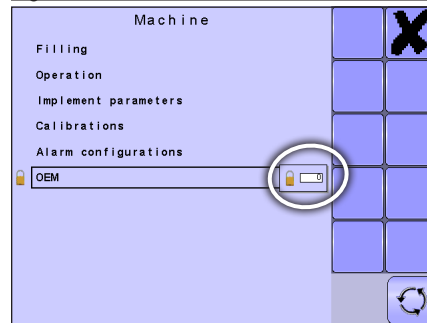 Machine
Filling
Operation
Implement parameters
Calibrations
Alarm configurations
OEM
0